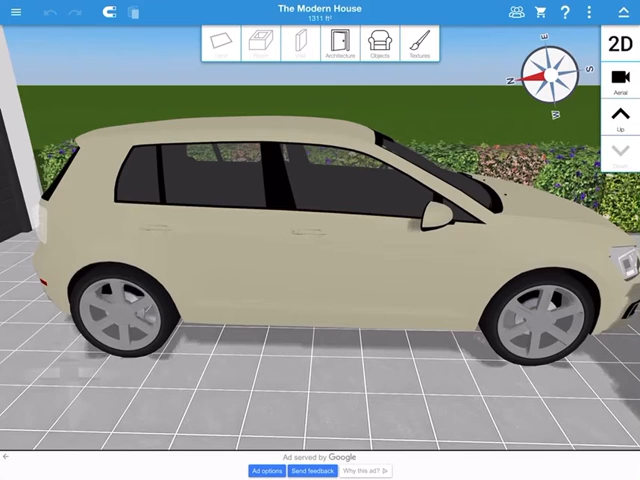 The Modern House
1311 ft²
Architecture
Objects
Textures
2D
Aerial
Up
Down
E
N
S
W
Ad served by Google
Ad options
Send feedback
Why this ad?